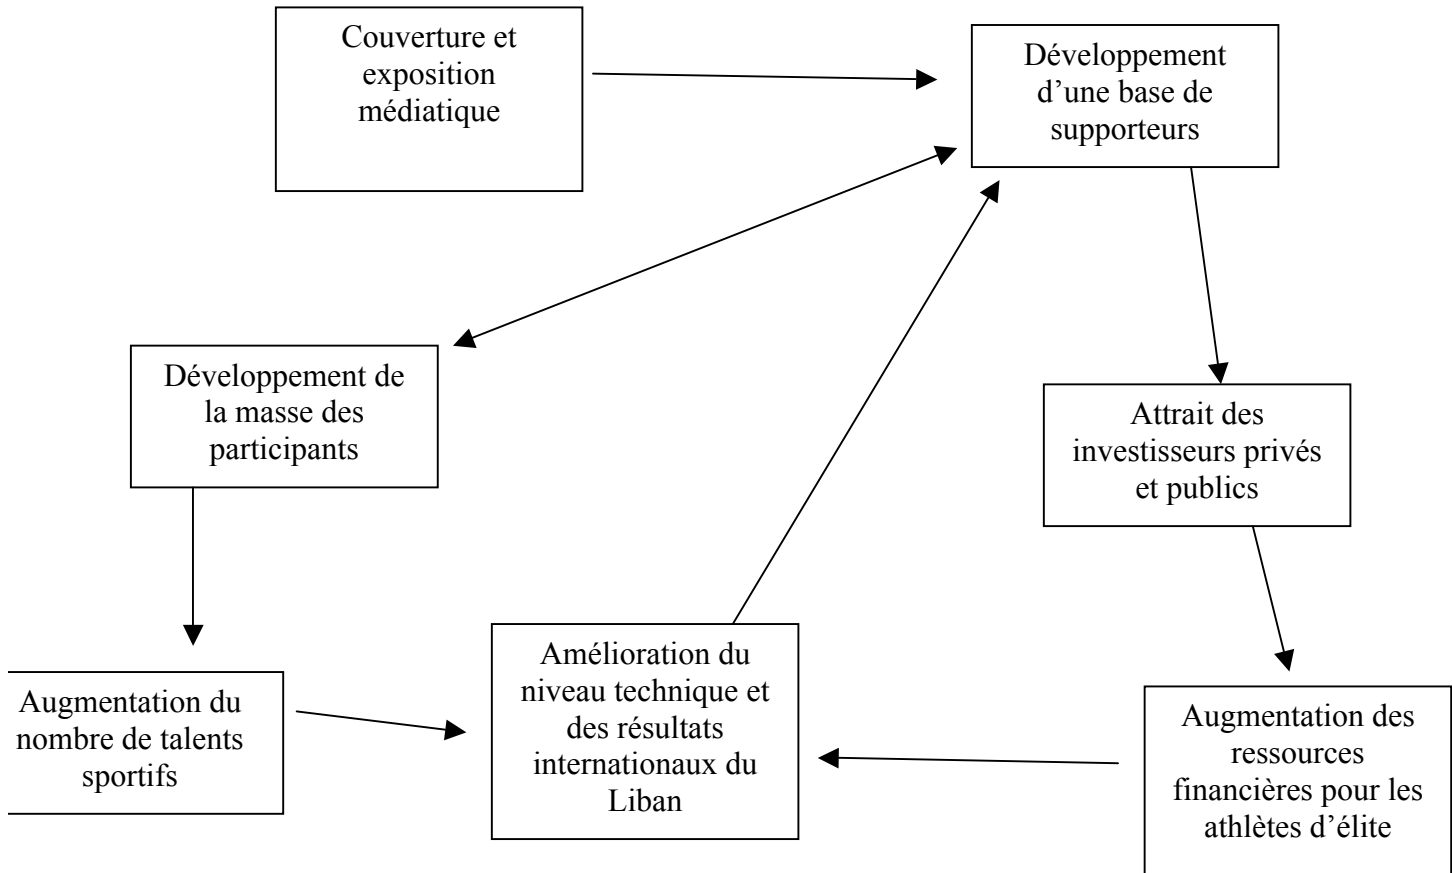 Couverture et
exposition
médiatique
Développement
d’une base de
supporteurs
Développement de
la masse des
participants
Attrait des
investisseurs privés
et publics
Augmentation du
nombre de talents
sportifs
Amélioration du
niveau technique et
des résultats
internationaux du
Liban
Augmentation des
ressources
financières pour les
athlètes d’élite